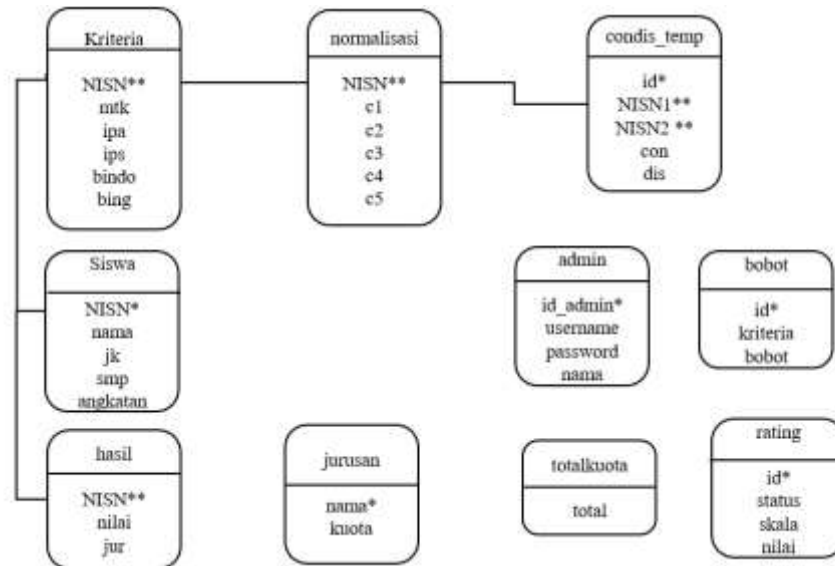 Kriteria
NISN**
mtk
ipa
ips
bindo
bing
normalisasi
NISN**
c1
c2
c3
c4
c5
condis_temp
id*
NISN1**
NISN2 **
con
dis
Siswa
NISN*
nama
jk
smp
angkatan
admin
id_admin*
username
password
nama
bobot
id*
kriteria
bobot
hasil
NISN**
nilai
jur
jurusan
nama*
kuota
totalkuota
total
rating
id*
status
skala
nilai